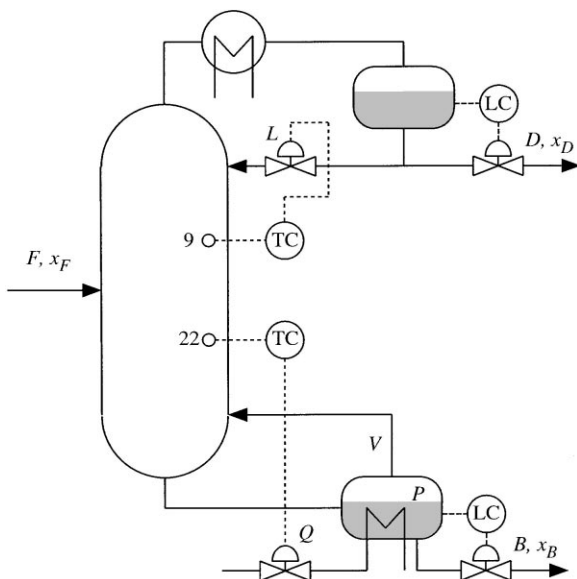 LC
L
D, x_D
9
TC
F, x_F
22
TC
V
P
LC
Q
B, x_B